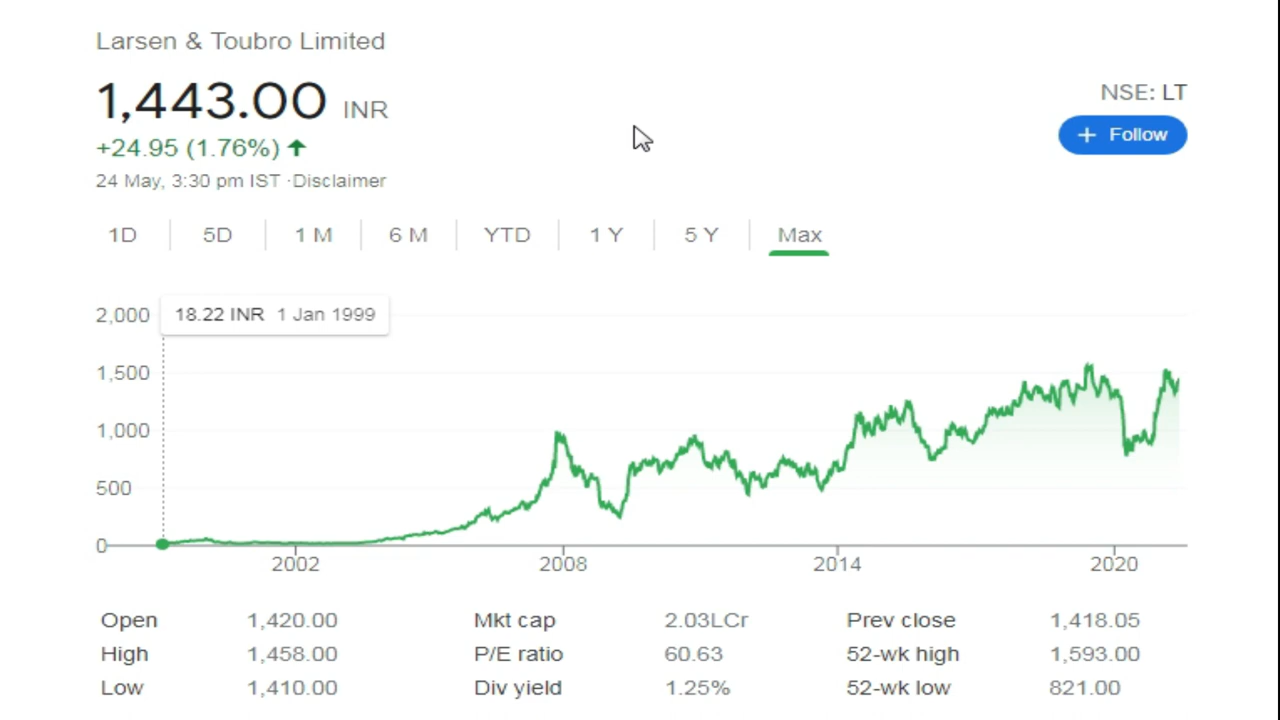 Larsen & Toubro Limited
1,443.00 INR
NSE: LT
+ Follow
+24.95 (1.76%) ↑
24 May, 3:30 pm IST ·Disclaimer
1D 5D 1 M 6 M YTD 1 Y 5 Y Max
18.22 INR 1 Jan 1999
2,000
1,500
1,000
500
0
2002 2008 2014 2020
Open 1,420.00 Mkt cap 2.03LCr Prev close 1,418.05
High 1,458.00 P/E ratio 60.63 52-wk high 1,593.00
Low 1,410.00 Div yield 1.25% 52-wk low 821.00